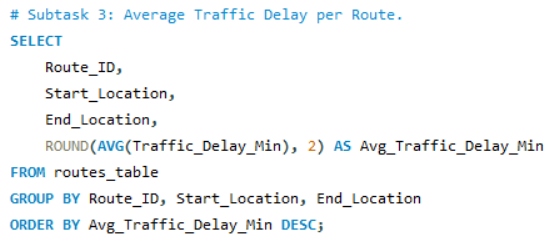 # Subtask 3: Average Traffic Delay per Route.
SELECT
    Route_ID,
    Start_Location,
    End_Location,
    ROUND(AVG(Traffic_Delay_Min), 2) AS Avg_Traffic_Delay_Min
FROM routes_table
GROUP BY Route_ID, Start_Location, End_Location
ORDER BY Avg_Traffic_Delay_Min DESC;